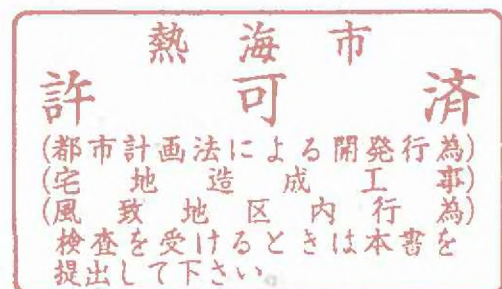 熱海市
許可済
(都市計画法による開発行為)
(宅地造成工事)
(風致地区内行為)
検査を受けるときは本書を
提出して下さい